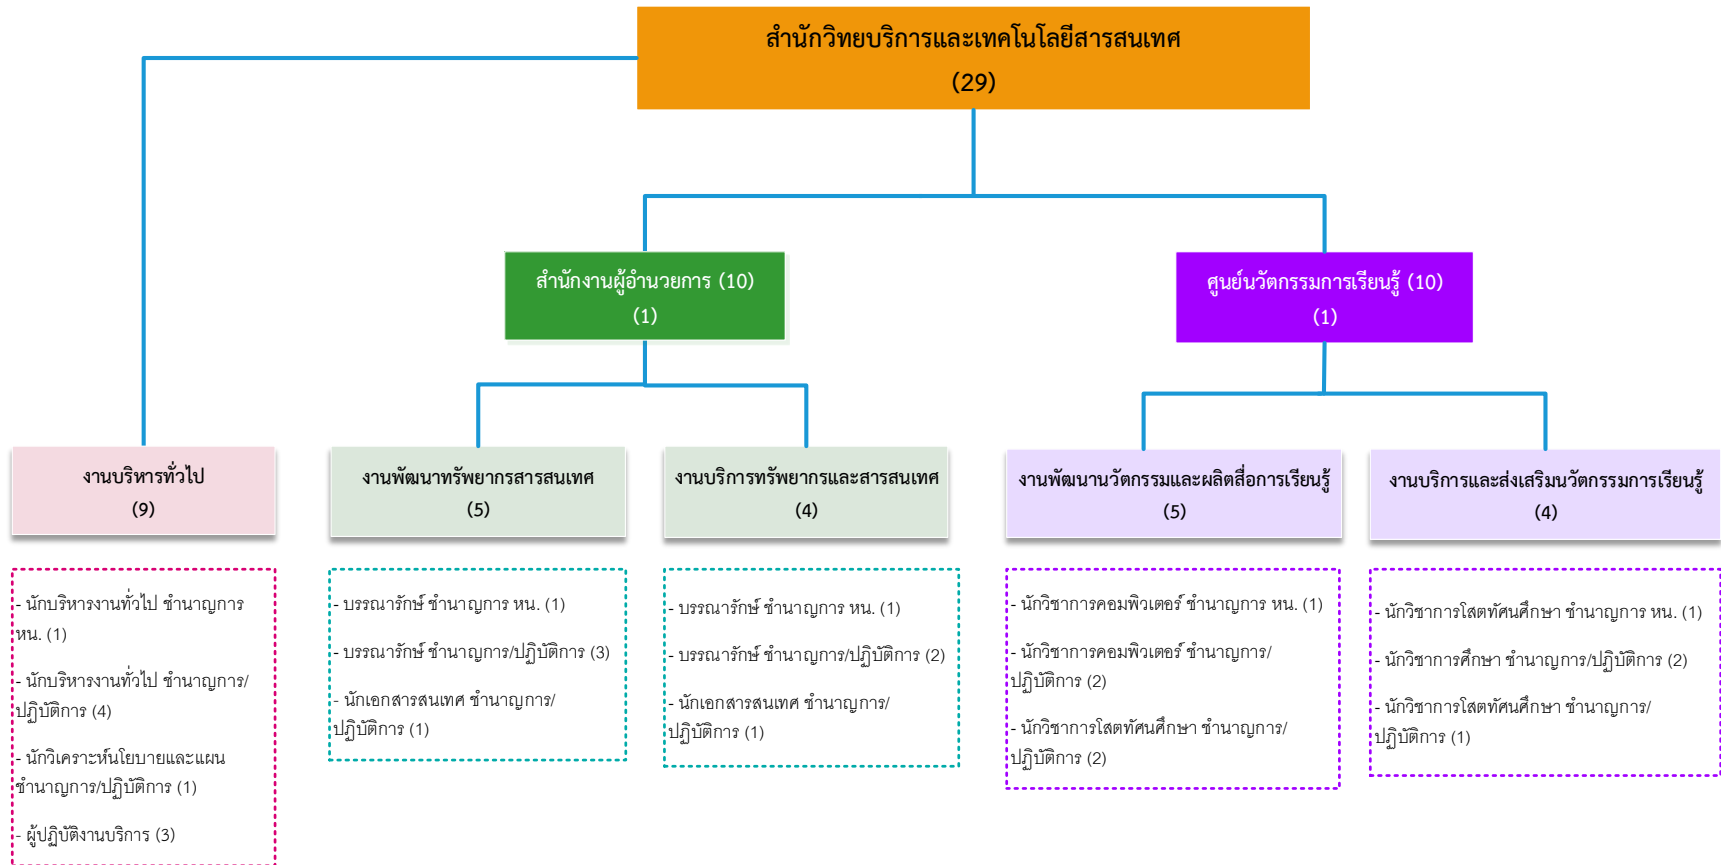 สำนักวิทยบริการและเทคโนโลยีสารสนเทศ
(29)
สำนักงานผู้อำนวยการ (10)
(1)
ศูนย์นวัตกรรมการเรียนรู้ (10)
(1)
งานบริหารทั่วไป
(9)
งานพัฒนาทรัพยากรสารสนเทศ
(5)
งานบริการทรัพยากรและสารสนเทศ
(4)
งานพัฒนานวัตกรรมและผลิตสื่อการเรียนรู้
(5)
งานบริการและส่งเสริมนวัตกรรมการเรียนรู้
(4)
- นักบริหารงานทั่วไป ชำนาญการ
หน. (1)
- นักบริหารงานทั่วไป ชำนาญการ/
ปฏิบัติการ (4)
- นักวิเคราะห์นโยบายและแผน
ชำนาญการ/ปฏิบัติการ (1)
- ผู้ปฏิบัติงานบริการ (3)
- บรรณารักษ์ ชำนาญการ หน. (1)
- บรรณารักษ์ ชำนาญการ/ปฏิบัติการ (3)
- นักเอกสารสนเทศ ชำนาญการ/
ปฏิบัติการ (1)
- บรรณารักษ์ ชำนาญการ หน. (1)
- บรรณารักษ์ ชำนาญการ/ปฏิบัติการ (2)
- นักเอกสารสนเทศ ชำนาญการ/
ปฏิบัติการ (1)
- นักวิชาการคอมพิวเตอร์ ชำนาญการ หน. (1)
- นักวิชาการคอมพิวเตอร์ ชำนาญการ/
ปฏิบัติการ (2)
- นักวิชาการโสตทัศนศึกษา ชำนาญการ/
ปฏิบัติการ (2)
- นักวิชาการโสตทัศนศึกษา ชำนาญการ หน. (1)
- นักวิชาการศึกษา ชำนาญการ/ปฏิบัติการ (2)
- นักวิชาการโสตทัศนศึกษา ชำนาญการ/
ปฏิบัติการ (1)